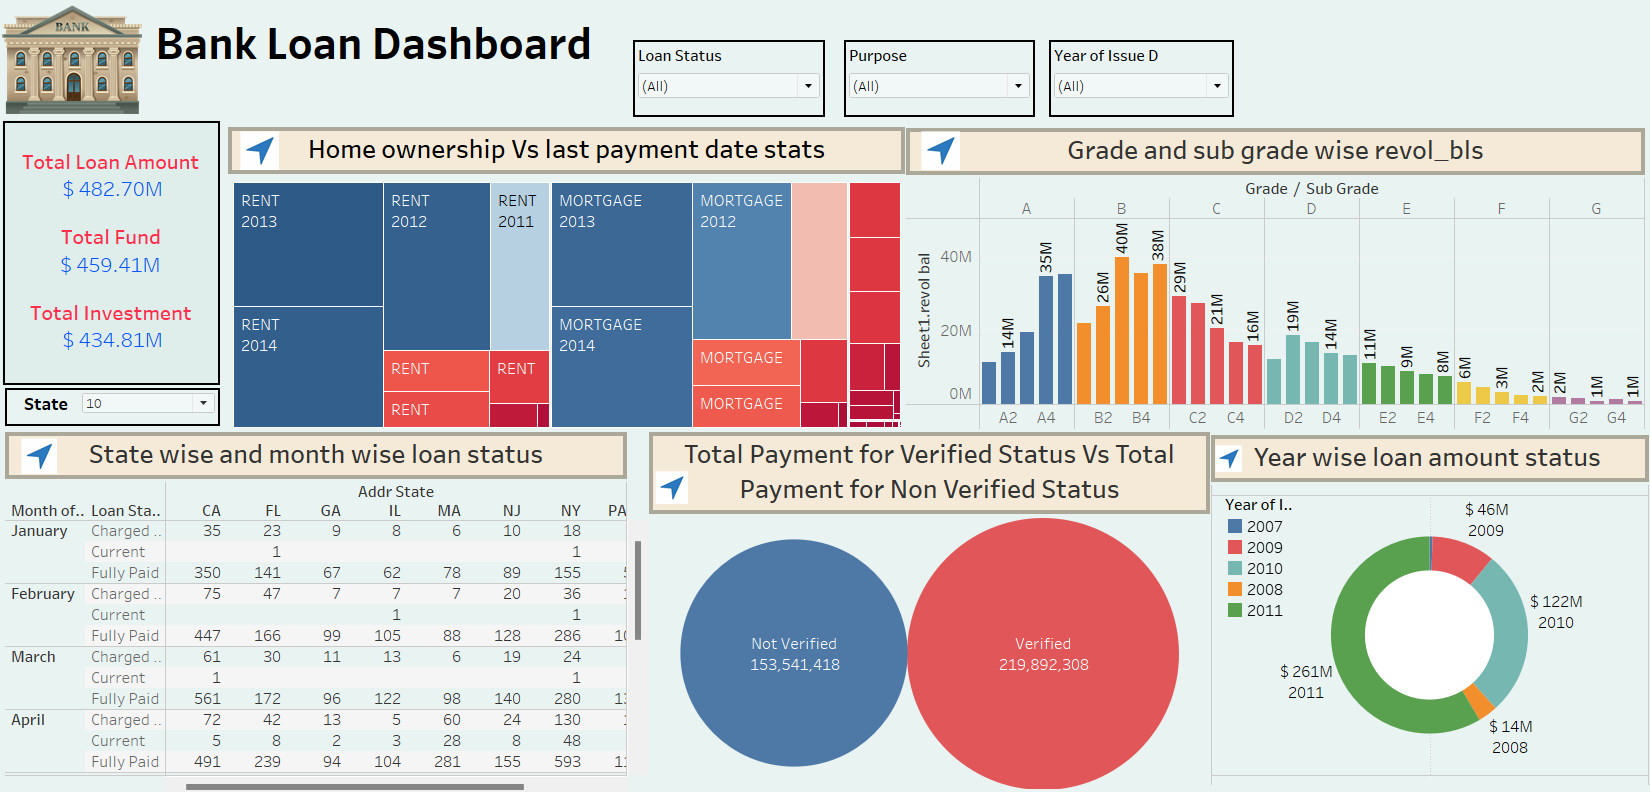 BANK
Bank Loan Dashboard
Loan Status
(All)
Purpose
(All)
Year of Issue D
(All)
Total Loan Amount
$ 482.70M
Total Fund
$ 459.41M
Total Investment
$ 434.81M
State 10
Home ownership Vs last payment date stats
RENT
2013
RENT
2012
RENT
2011
MORTGAGE
2013
MORTGAGE
2012
RENT
2014
MORTGAGE
2014
RENT
RENT
MORTGAGE
RENT
MORTGAGE
Grade and sub grade wise revol_bls
Grade / Sub Grade
A B C D E F G
Sheet1.revol bal
40M
20M
0M
14M 35M 26M 40M 38M 29M 21M 16M 19M 14M 11M 9M 8M 6M 3M 2M 2M 1M 1M
A2 A4 B2 B4 C2 C4 D2 D4 E2 E4 F2 F4 G2 G4
State wise and month wise loan status
Addr State
Month of.. Loan Sta.. CA FL GA IL MA NJ NY PA
January Charged .. 35 23 9 8 6 10 18
Current 1 1
Fully Paid 350 141 67 62 78 89 155
February Charged .. 75 47 7 7 7 20 36
Current 1 1
Fully Paid 447 166 99 105 88 128 286
March Charged .. 61 30 11 13 6 19 24
Current 1 1
Fully Paid 561 172 96 122 98 140 280
April Charged .. 72 42 13 5 60 24 130
Current 5 8 2 3 28 8 48
Fully Paid 491 239 94 104 281 155 593
Total Payment for Verified Status Vs Total
Payment for Non Verified Status
Not Verified
153,541,418
Verified
219,892,308
Year wise loan amount status
Year of I..
2007
2009
2010
2008
2011
$ 46M
2009
$ 122M
2010
$ 261M
2011
$ 14M
2008